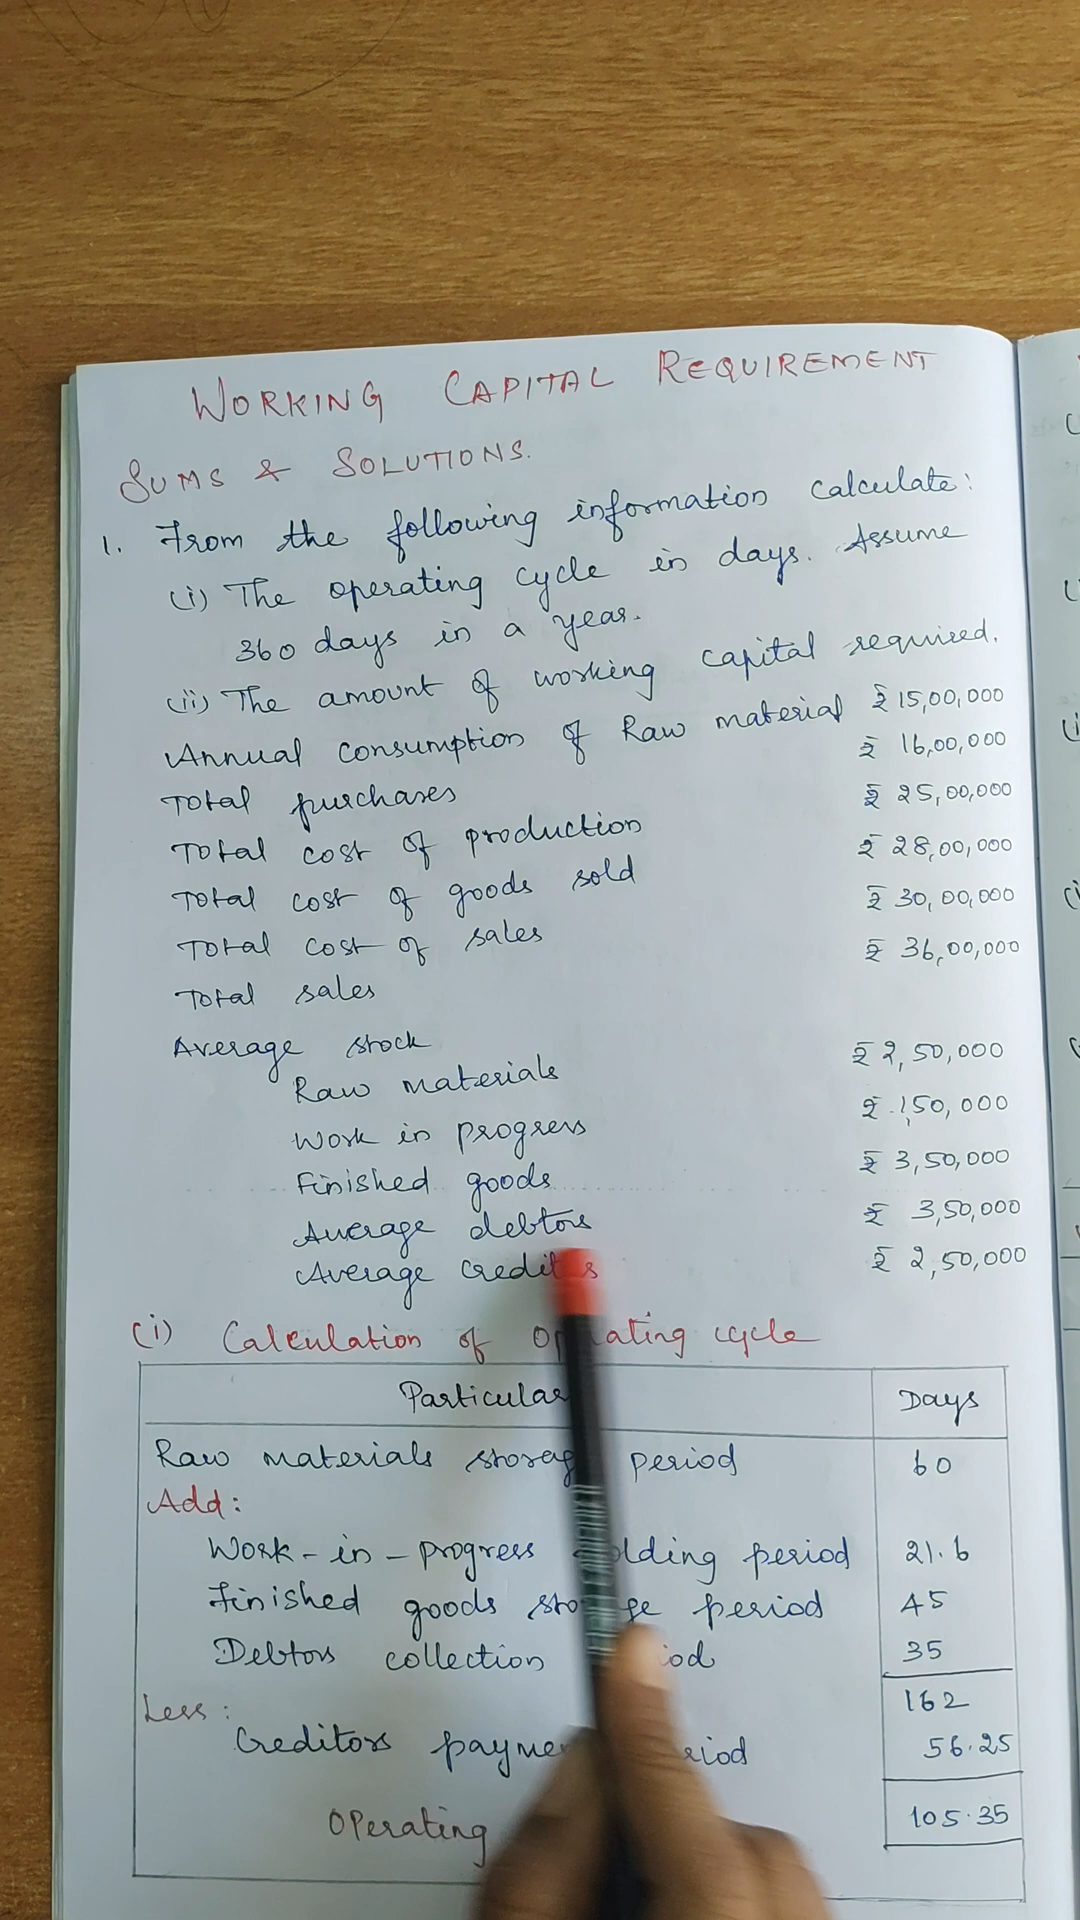 WORKING CAPITAL REQUIREMENT
SUMS & SOLUTIONS.
1. From the following information calculate:
(i) The operating cycle in days. Assume
360 days in a year.
(ii) The amount of working capital required.
Annual consumption of Raw material ₹ 15,00,000
Total purchases ₹ 16,00,000
Total cost of production ₹ 25,00,000
Total cost of goods sold ₹ 28,00,000
Total cost of sales ₹ 30,00,000
Total sales ₹ 36,00,000
Average stock
Raw materials ₹ 2,50,000
Work in progress ₹ 1,50,000
Finished goods ₹ 3,50,000
Average debtors ₹ 3,50,000
Average ₹ 2,50,000
(i) Calculation of cycle
Days
Raw materials period 60
Add:
Work-in-progress period 21.6
Finished goods period 45
Debtors collection 35
162
Less:
Creditors 56.25
Operating 105.35